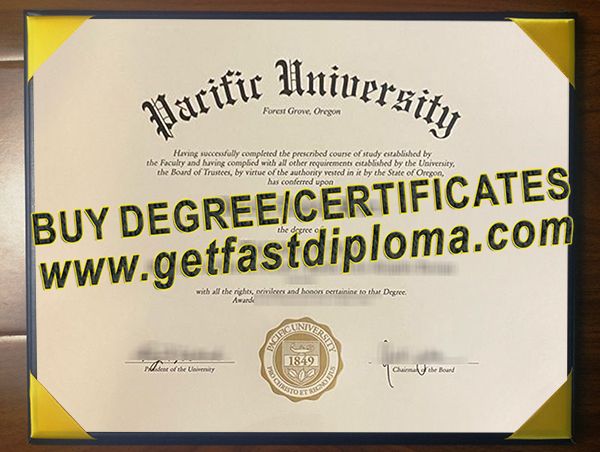 Pacific University
Forest Grove, Oregon
Having successfully completed the prescribed course of study established by
the Faculty and having complied with all other requirements established by the University,
the Board of Trustees, by virtue of the authority vested in it by the State of Oregon,
has conferred upon
BUY DEGREE/CERTIFICATES
the degree o
www.getfastdiploma.com
with all the rights, privileges and honors pertaining to that Degree.
Awarde
PACIFIC UNIVERSITY
1849
PRO CHRISTO ET REGNO EJUS
President of the University
Chairman of the Board